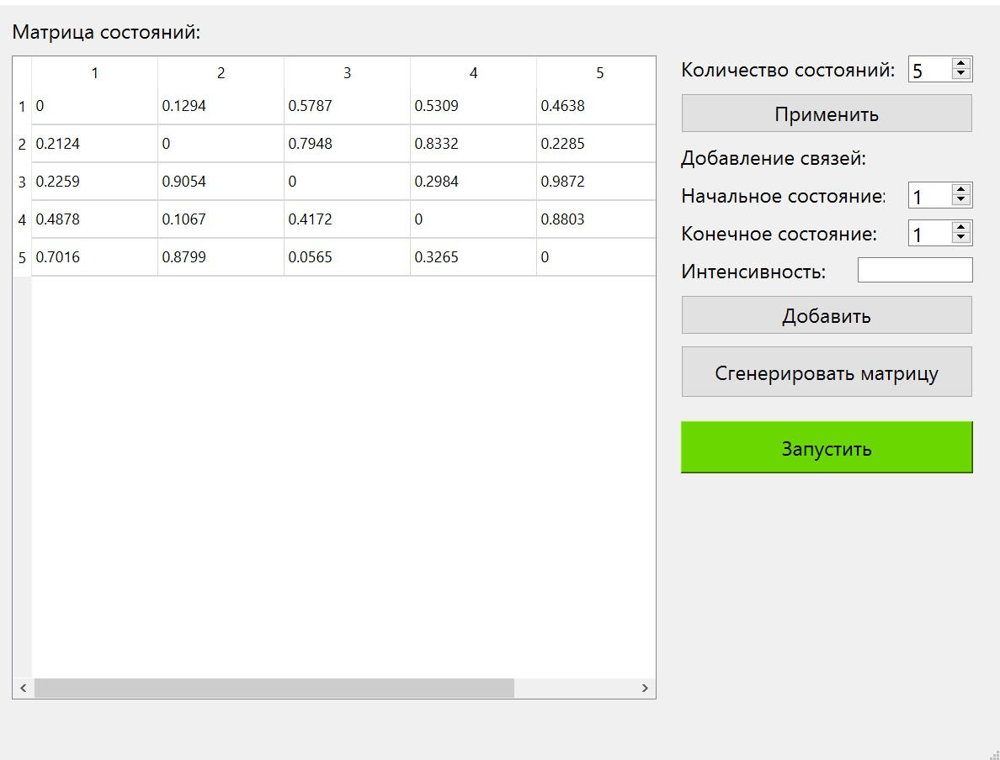 Матрица состояний:
1 2 3 4 5
1 0 0.1294 0.5787 0.5309 0.4638
2 0.2124 0 0.7948 0.8332 0.2285
3 0.2259 0.9054 0 0.2984 0.9872
4 0.4878 0.1067 0.4172 0 0.8803
5 0.7016 0.8799 0.0565 0.3265 0
Количество состояний: 5
Применить
Добавление связей:
Начальное состояние: 1
Конечное состояние: 1
Интенсивность:
Добавить
Сгенерировать матрицу
Запустить